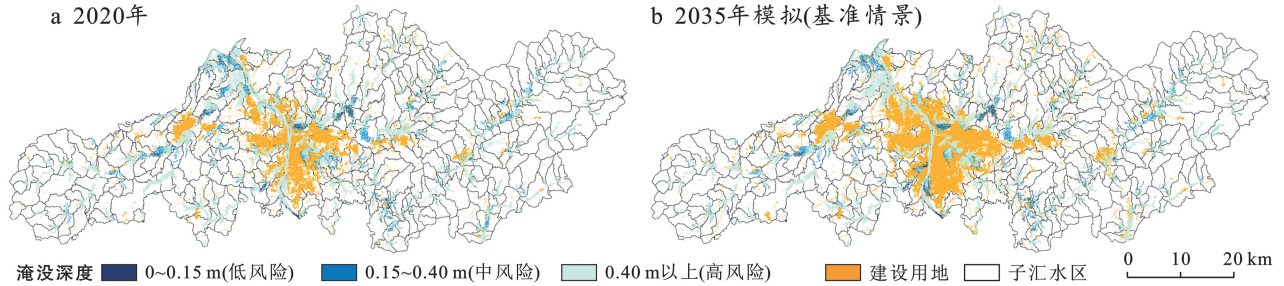 a 2020年
b 2035年模拟(基准情景)
淹没深度 0~0.15 m(低风险) 0.15~0.40 m(中风险) 0.40 m以上(高风险) 建设用地 子汇水区
0 10 20 km